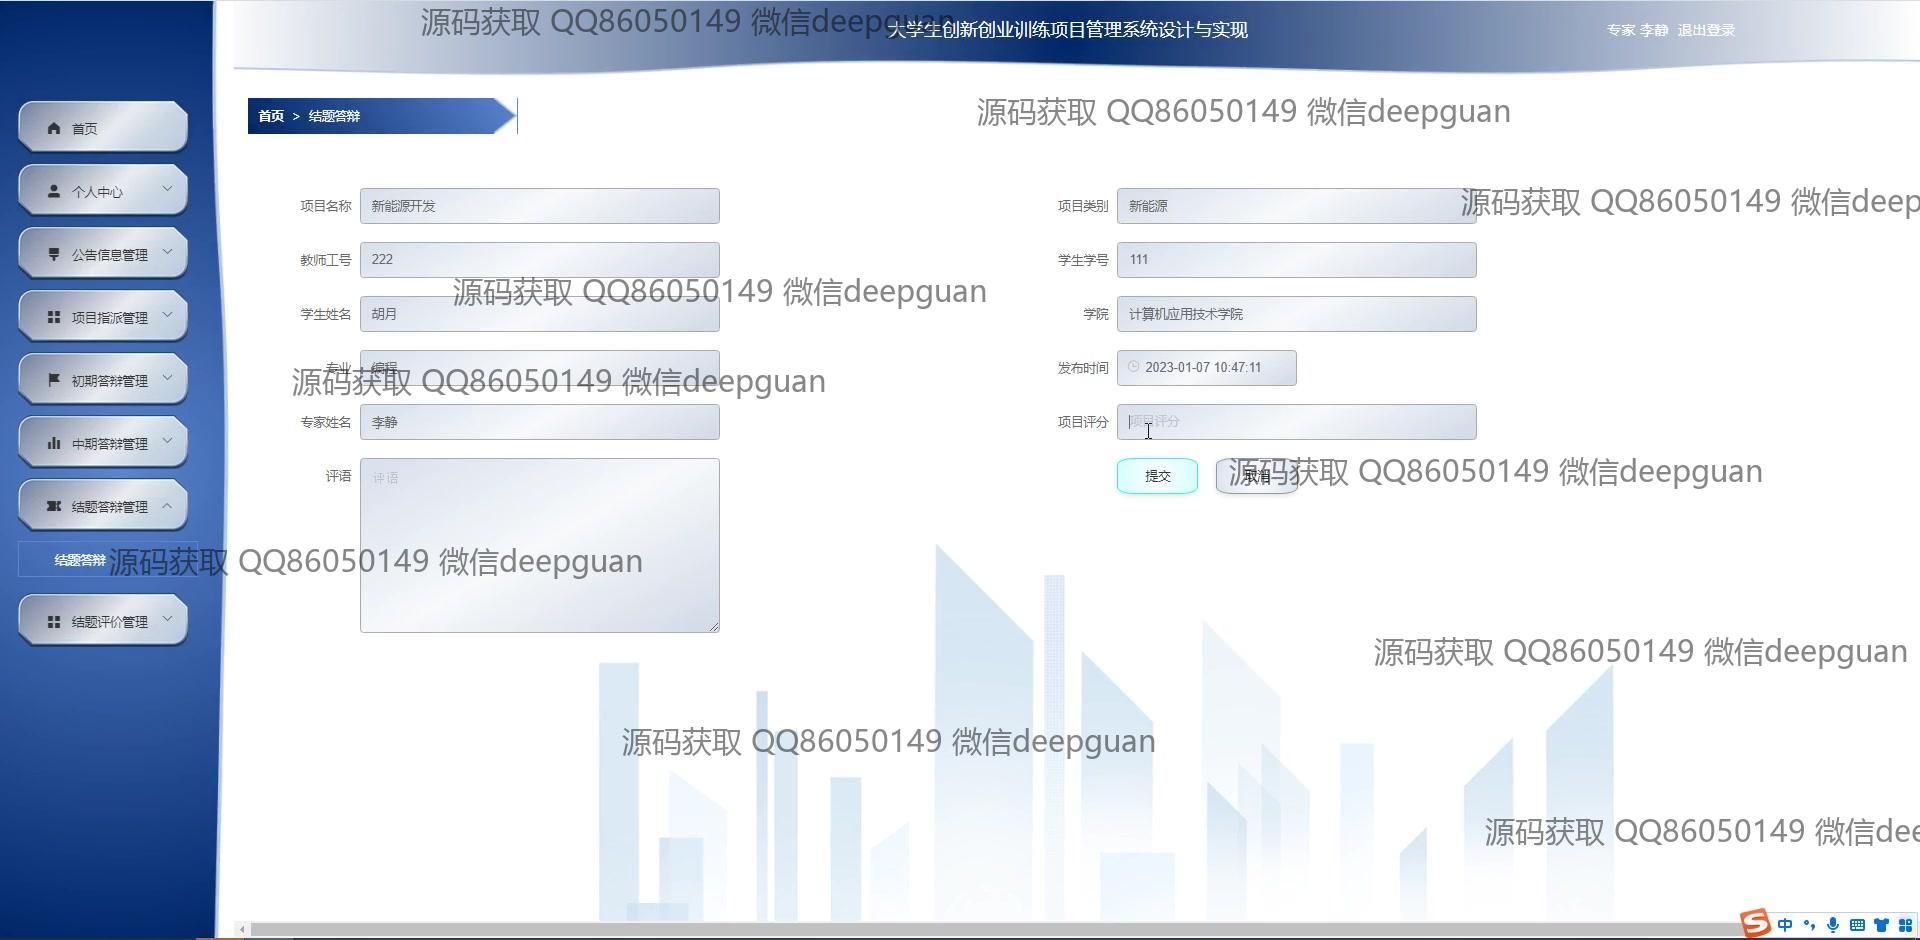 源码获取 QQ86050149 微信deepguan
大学生创新创业训练项目管理系统设计与实现
专家 李静 退出登录
首页 > 结题答辩
源码获取 QQ86050149 微信deepguan
首页
个人中心
公告信息管理
项目指派管理
初期答辩管理
中期答辩管理
结题答辩管理
结题答辩
结题评价管理
项目名称 新能源开发
项目类别 新能源
源码获取 QQ86050149 微信deep
教师工号 222
学生学号 111
源码获取 QQ86050149 微信deepguan
学生姓名 胡月
学院 计算机应用技术学院
专业 编程
发布时间 2023-01-07 10:47:11
源码获取 QQ86050149 微信deepguan
专家姓名 李静
项目评分 项目评分
评语 评语
提交 取消
源码获取 QQ86050149 微信deepguan
源码获取 QQ86050149 微信deepguan
源码获取 QQ86050149 微信deepguan
源码获取 QQ86050149 微信deepguan
源码获取 QQ86050149 微信dee
中